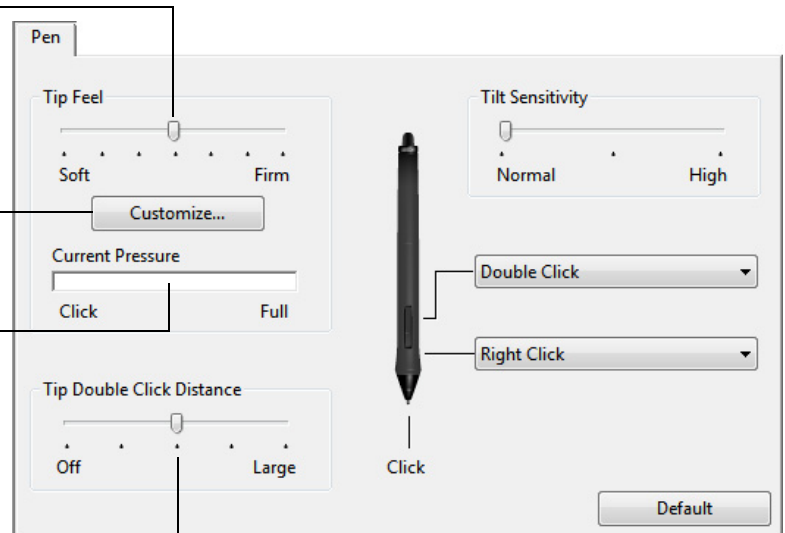 Pen
Tip Feel
Soft Firm
Customize...
Current Pressure
Click Full
Tip Double Click Distance
Off Large
Tilt Sensitivity
Normal High
Double Click
Right Click
Click
Default